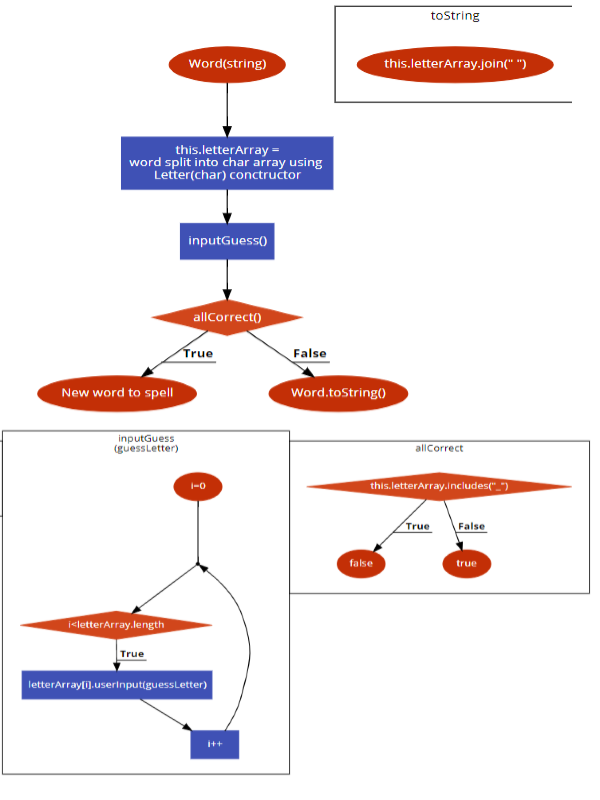 toString
this.letterArray.join(" ")
Word(string)
this.letterArray =
word split into char array using
Letter(char) conctructor
inputGuess()
allCorrect()
True
False
New word to spell
Word.toString()
inputGuess
(guessLetter)
i=0
i<letterArray.length
True
letterArray[i].userInput(guessLetter)
i++
allCorrect
this.letterArray.includes("_")
True
False
false
true